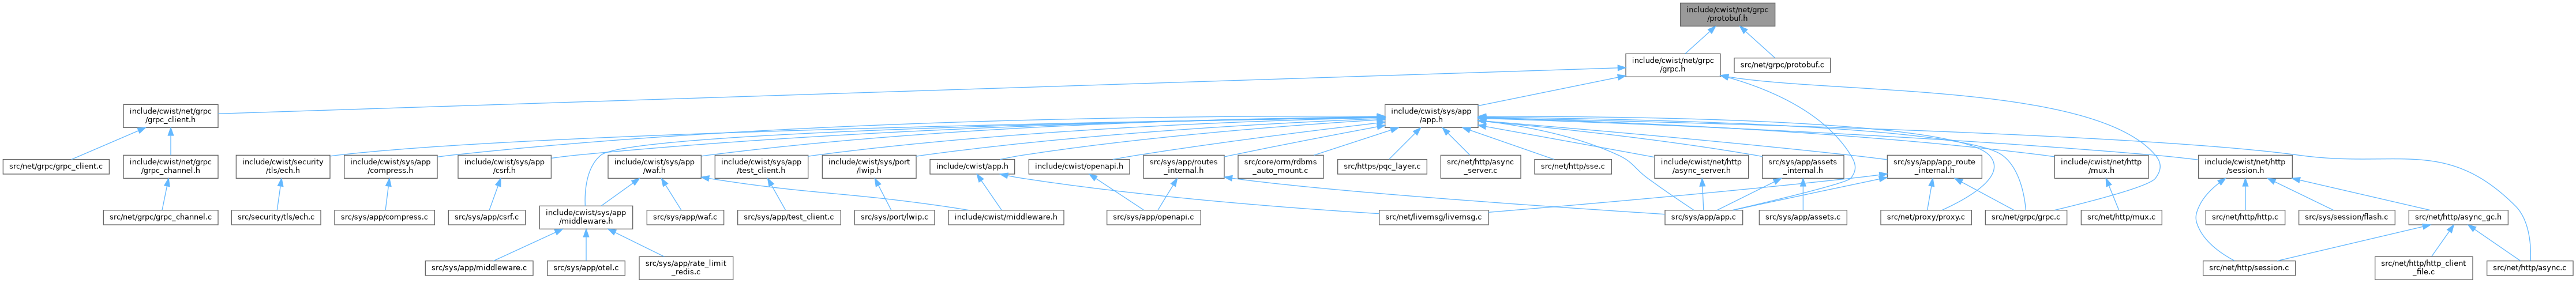 include/cwist/net/grpc
/protobuf.h
include/cwist/net/grpc
/grpc.h
src/net/grpc/protobuf.c
include/cwist/net/grpc
/grpc_client.h
include/cwist/sys/app
/app.h
src/net/grpc/grpc_client.c
include/cwist/net/grpc
/grpc_channel.h
include/cwist/security
/tls/ech.h
include/cwist/sys/app
/compress.h
include/cwist/sys/app
/csrf.h
include/cwist/sys/app
/waf.h
include/cwist/sys/app
/test_client.h
include/cwist/sys/port
/lwip.h
include/cwist/app.h
include/cwist/openapi.h
src/sys/app/routes
_internal.h
src/core/orm/rdbms
_auto_mount.c
src/https/pqc_layer.c
src/net/http/async
_server.c
src/net/http/sse.c
include/cwist/net/http
/async_server.h
src/sys/app/assets
_internal.h
src/sys/app/app_route
_internal.h
include/cwist/net/http
/mux.h
include/cwist/net/http
/session.h
src/net/grpc/grpc_channel.c
src/security/tls/ech.c
src/sys/app/compress.c
src/sys/app/csrf.c
include/cwist/sys/app
/middleware.h
src/sys/app/waf.c
src/sys/app/test_client.c
src/sys/port/lwip.c
include/cwist/middleware.h
src/sys/app/openapi.c
src/net/livemsg/livemsg.c
src/sys/app/app.c
src/sys/app/assets.c
src/net/proxy/proxy.c
src/net/grpc/grpc.c
src/net/http/mux.c
src/net/http/http.c
src/sys/session/flash.c
src/net/http/async_gc.h
src/sys/app/middleware.c
src/sys/app/otel.c
src/sys/app/rate_limit
_redis.c
src/net/http/session.c
src/net/http/http_client
_file.c
src/net/http/async.c